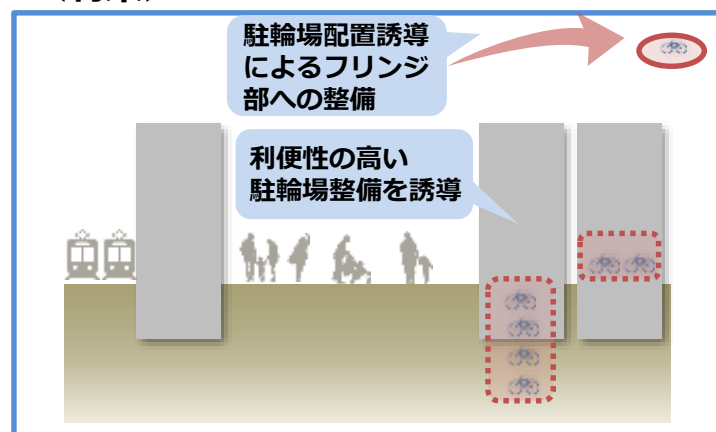 駐輪場配置誘導
によるフリンジ
部への整備
利便性の高い
駐輪場整備を誘導